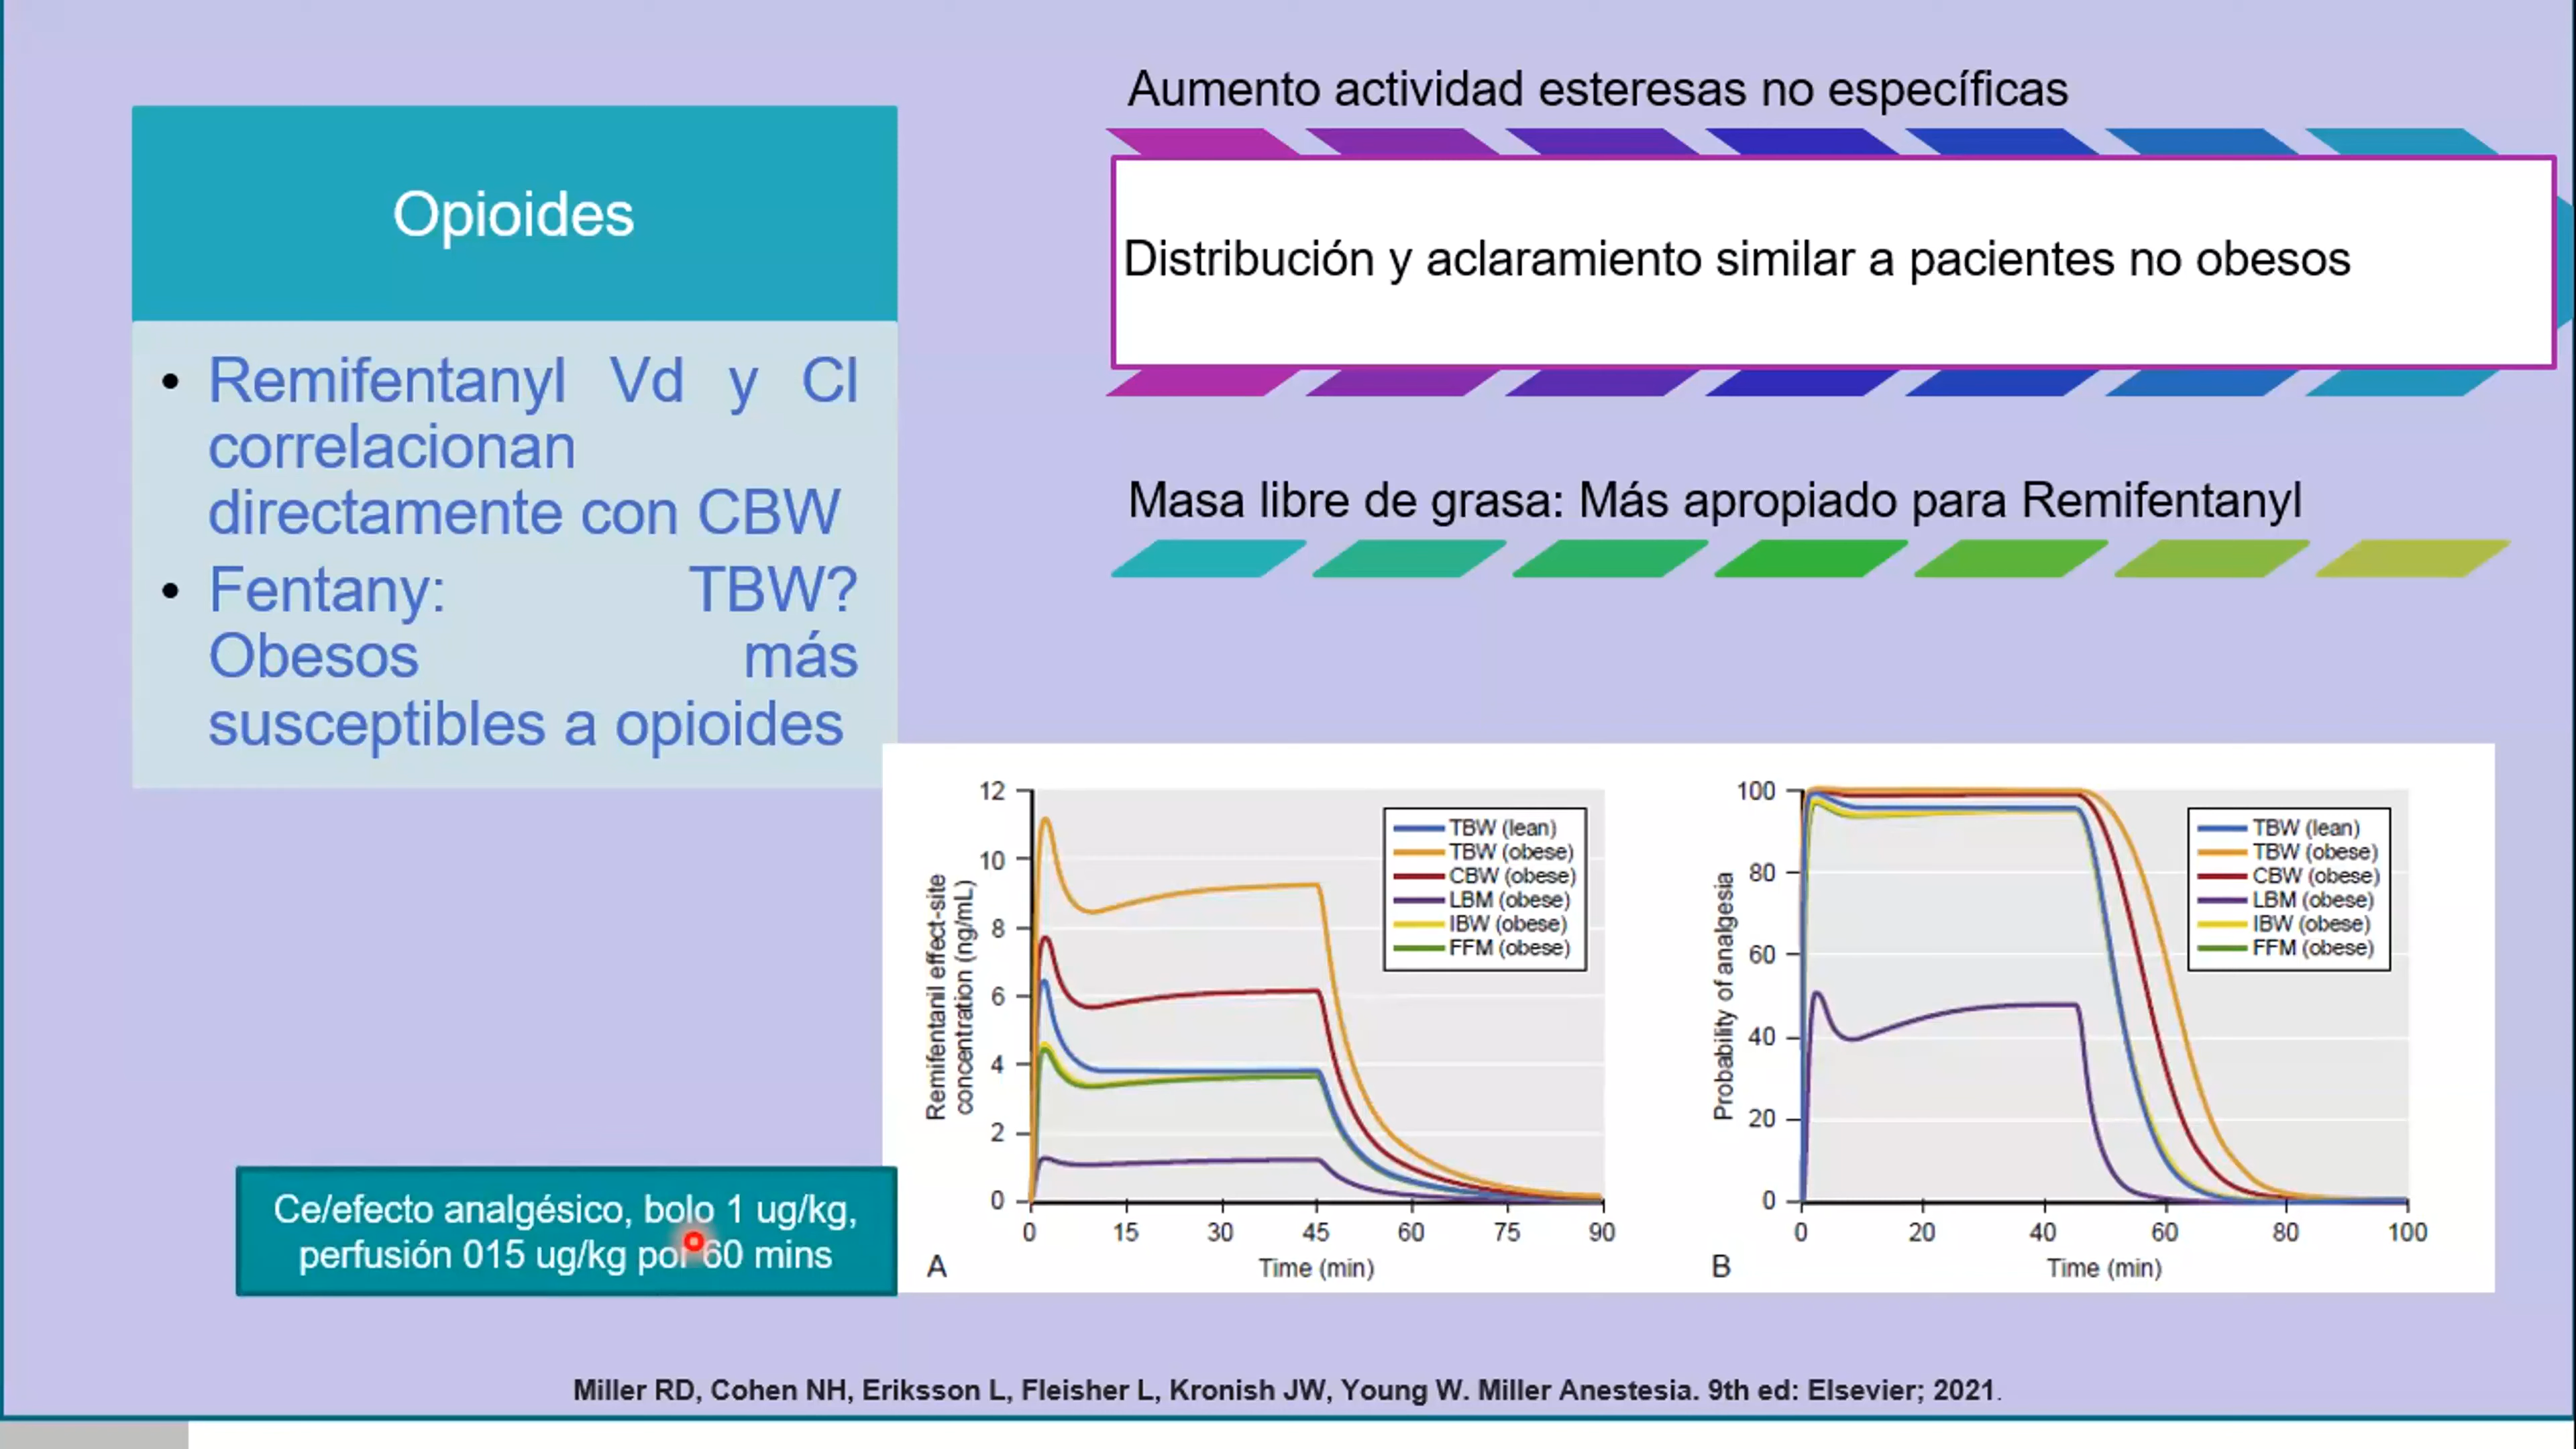 Opioides
• Remifentanyl Vd y Cl
correlacionan
directamente con CBW
• Fentany: TBW?
Obesos más
susceptibles a opioides
Aumento actividad esteresas no específicas
Distribución y aclaramiento similar a pacientes no obesos
Masa libre de grasa: Más apropiado para Remifentanyl
Ce/efecto analgésico, bolo 1 ug/kg,
perfusión 015 ug/kg por 60 mins
Remifentanil effect-site
concentration (ng/mL)
12
10
8
6
4
2
0
0 15 30 45 60 75 90
Time (min)
A
TBW (lean)
TBW (obese)
CBW (obese)
LBM (obese)
IBW (obese)
FFM (obese)
Probability of analgesia
100
80
60
40
20
0
0 20 40 60 80 100
Time (min)
B
TBW (lean)
TBW (obese)
CBW (obese)
LBM (obese)
IBW (obese)
FFM (obese)
Miller RD, Cohen NH, Eriksson L, Fleisher L, Kronish JW, Young W. Miller Anestesia. 9th ed: Elsevier; 2021.